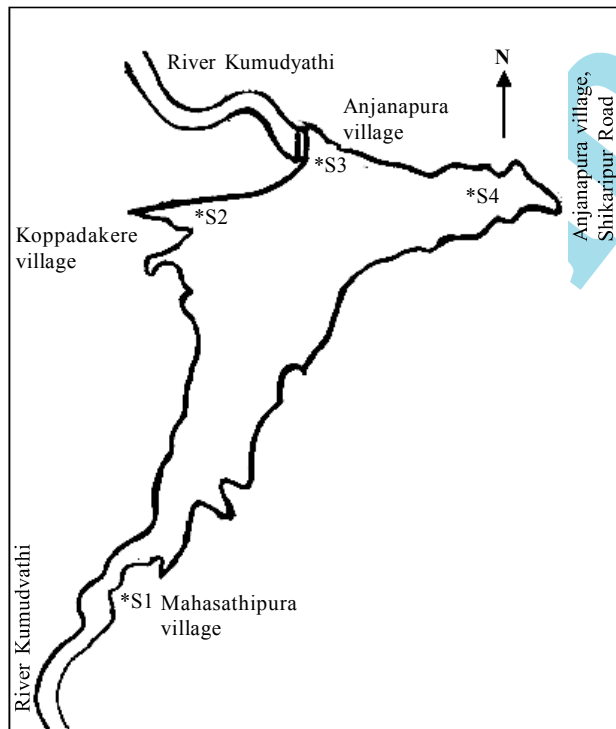 River Kumudyathi
N
Anjanapura
village
Anjanapura village,
Shikaripur Road
*S3
*S4
*S2
Koppadakere
village
*S1
Mahasathipura
village
River Kumudvathi